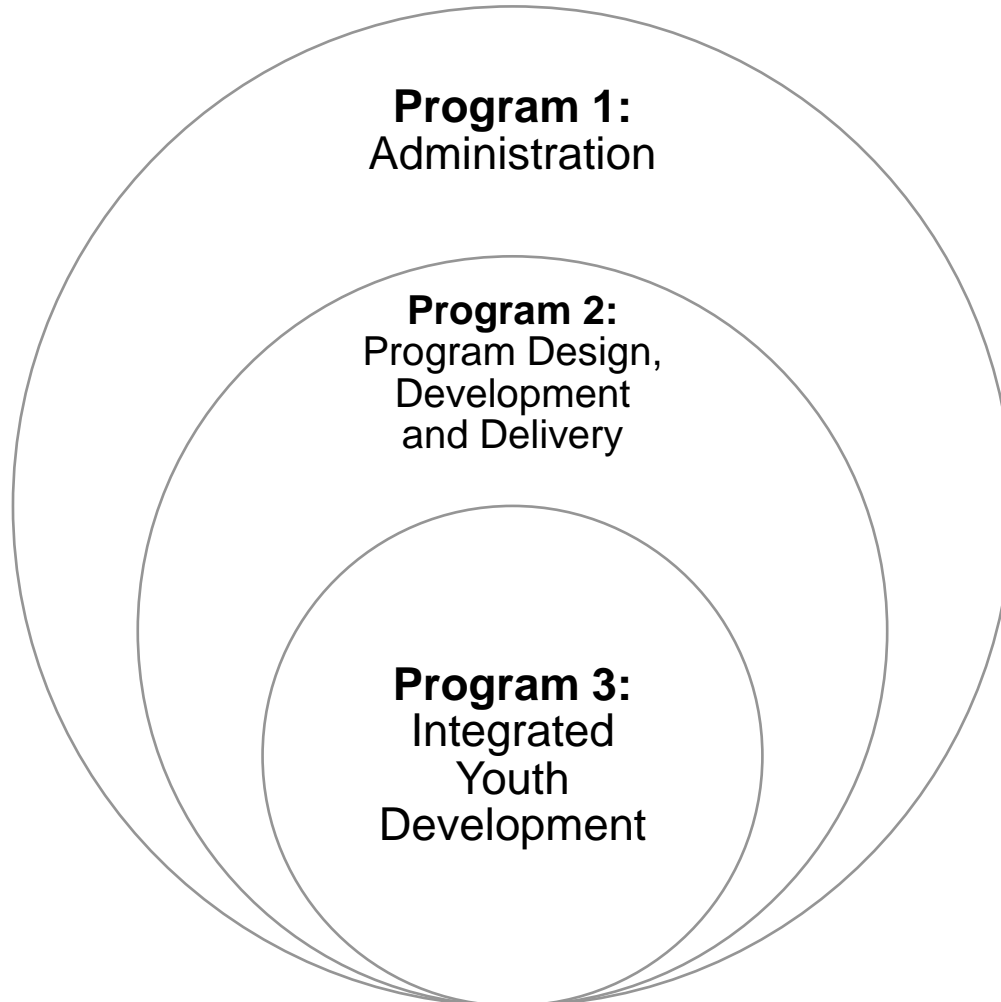 Program 1:
Administration
Program 2:
Program Design,
Development
and Delivery
Program 3:
Integrated
Youth
Development